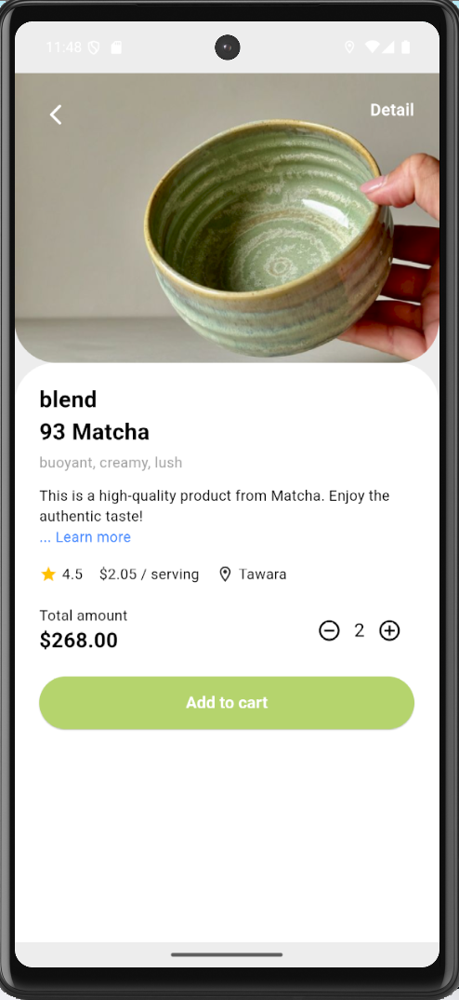 11:48
Detail
blend
93 Matcha
buoyant, creamy, lush
This is a high-quality product from Matcha. Enjoy the
authentic taste!
... Learn more
4.5 $2.05 / serving Tawara
Total amount
$268.00
2
Add to cart